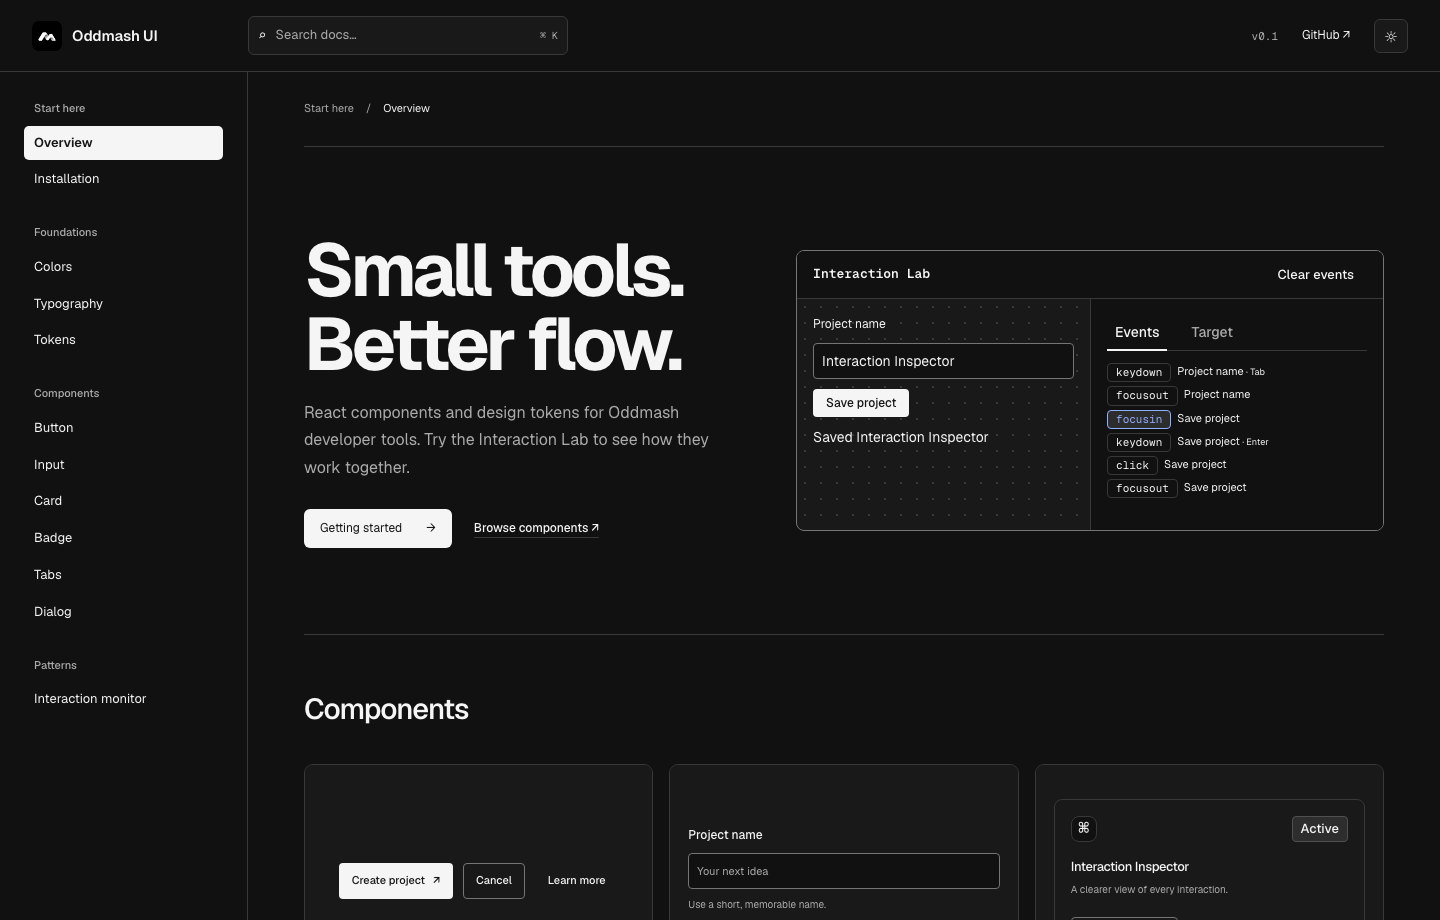 Oddmash UI
Search docs…
⌘ K
v0.1
GitHub ↗
Start here
Overview
Installation
Foundations
Colors
Typography
Tokens
Components
Button
Input
Card
Badge
Tabs
Dialog
Patterns
Interaction monitor
Start here / Overview
Small tools.
Better flow.
React components and design tokens for Oddmash
developer tools. Try the Interaction Lab to see how they
work together.
Getting started →
Browse components ↗
Interaction Lab
Clear events
Project name
Interaction Inspector
Save project
Saved Interaction Inspector
Events Target
keydown Project name · Tab
focusout Project name
focusin Save project
keydown Save project · Enter
click Save project
focusout Save project
Components
Create project ↗
Cancel
Learn more
Project name
Your next idea
Use a short, memorable name.
⌘
Active
Interaction Inspector
A clearer view of every interaction.